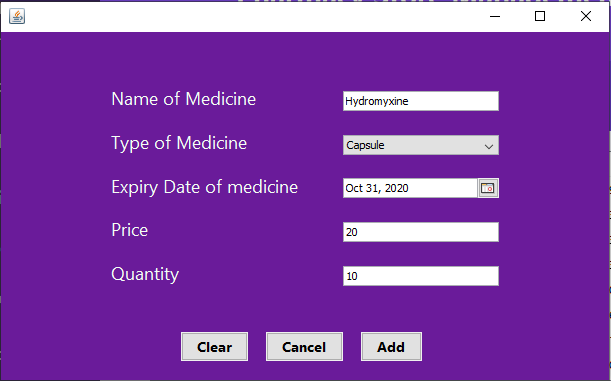 Name of Medicine Hydromyxine
Type of Medicine Capsule
Expiry Date of medicine Oct 31, 2020
Price 20
Quantity 10
Clear Cancel Add